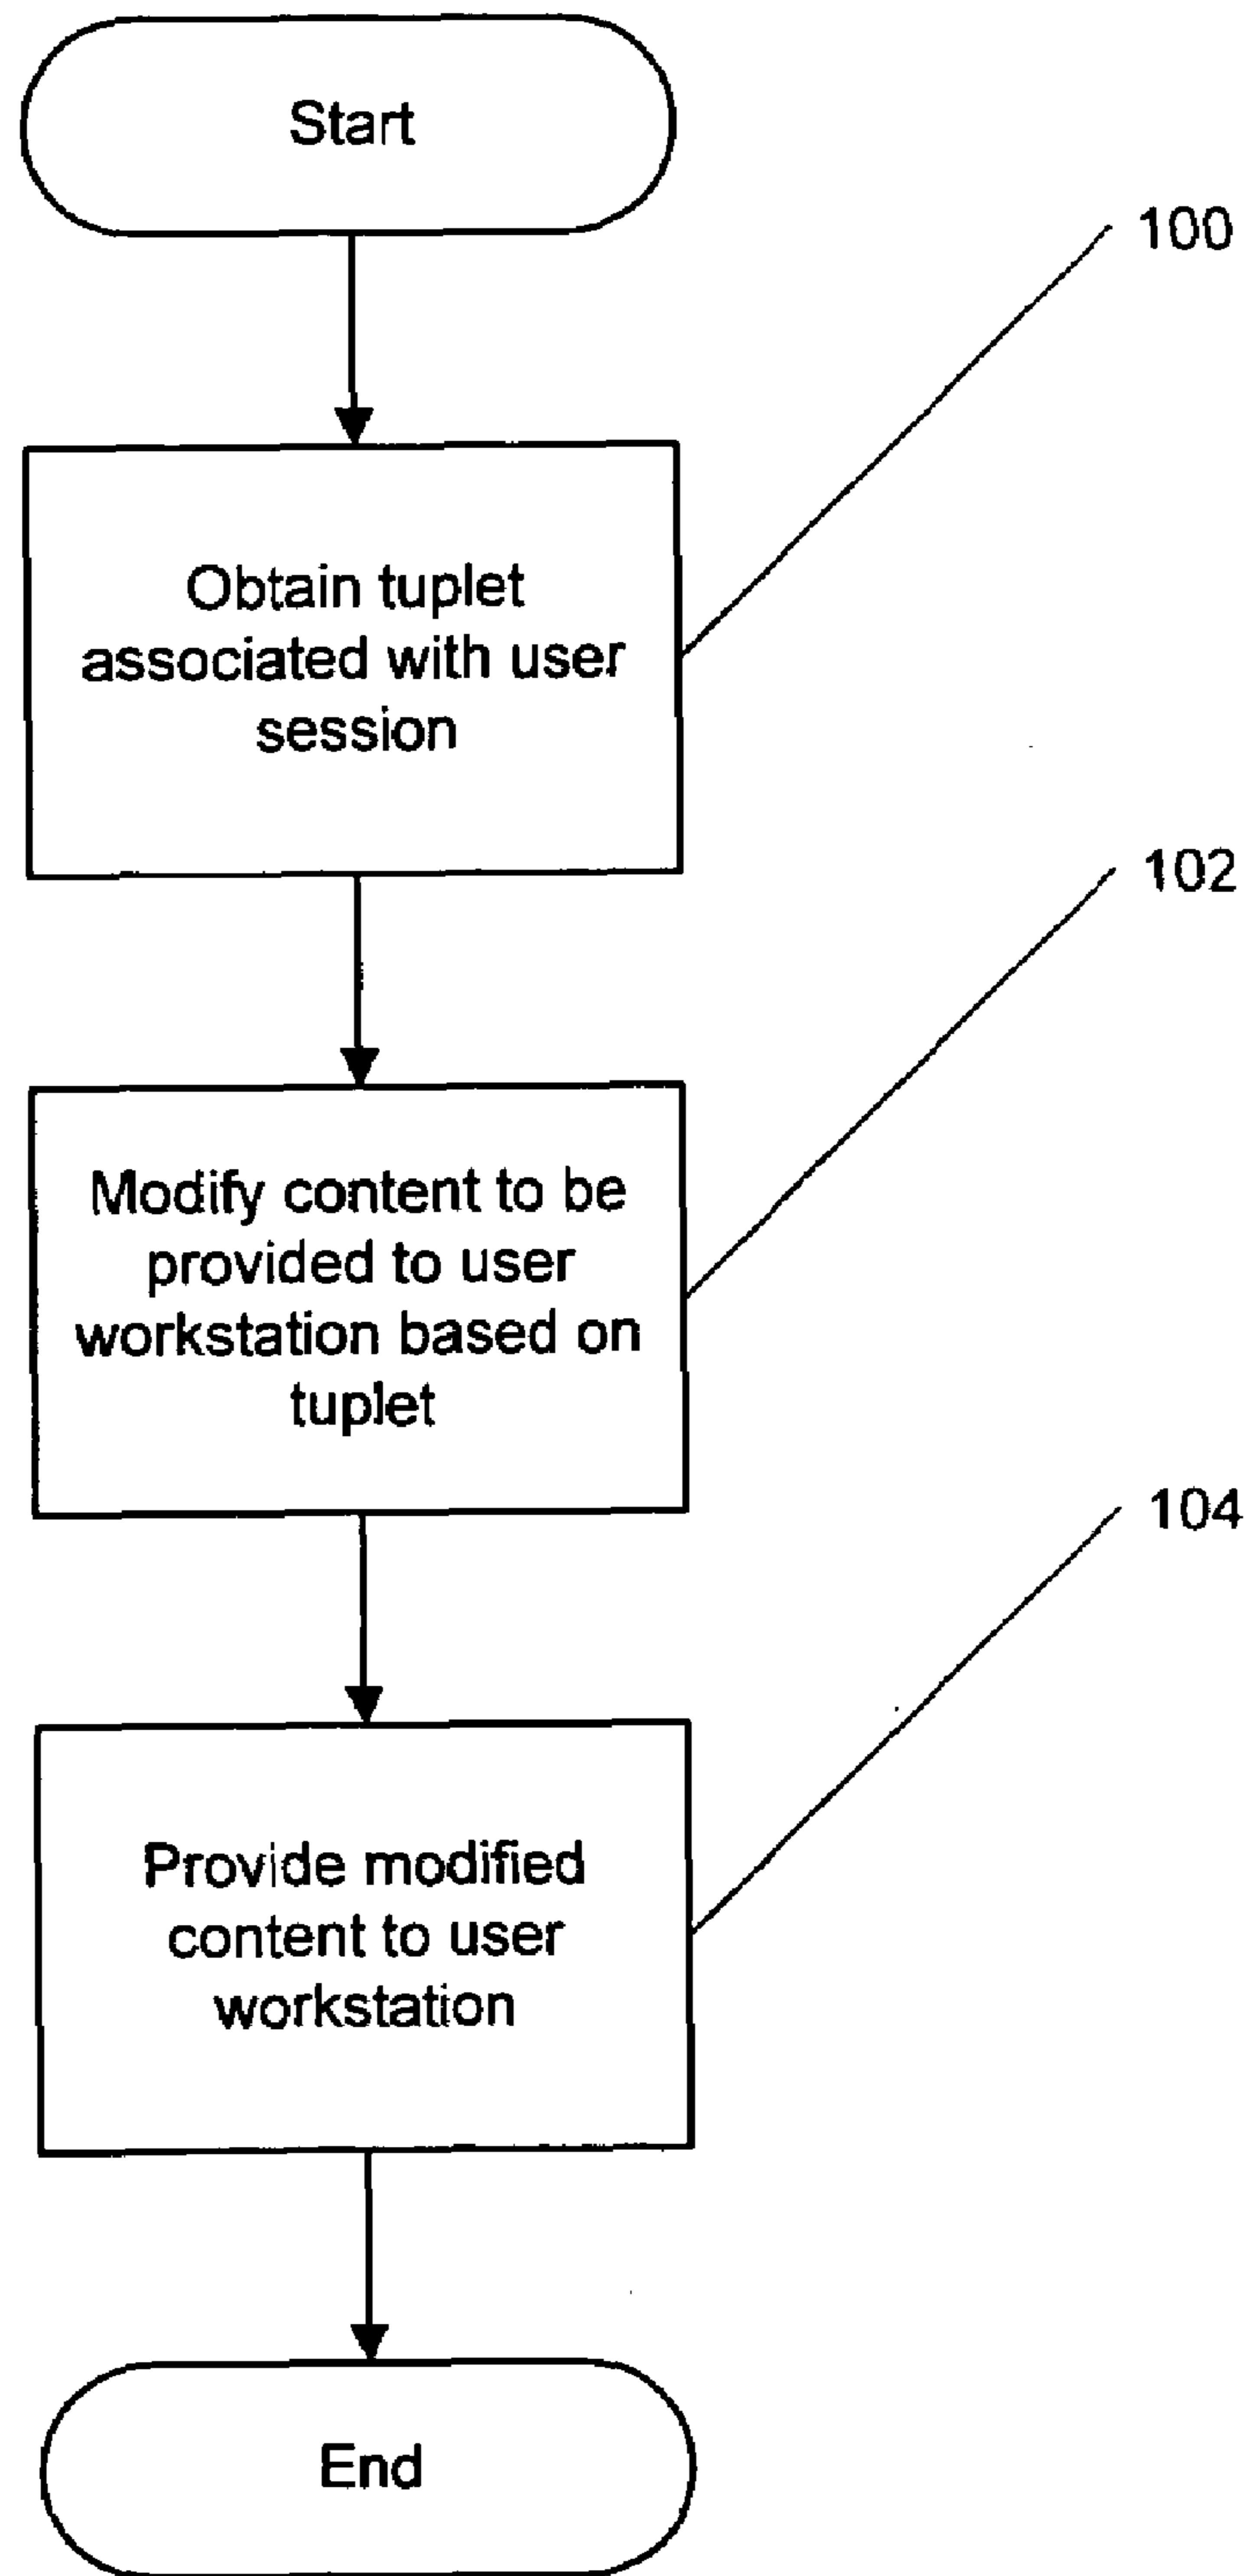 Start
100
Obtain tuplet
associated with user
session
102
Modify content to be
provided to user
workstation based on
tuplet
104
Provide modified
content to user
workstation
End